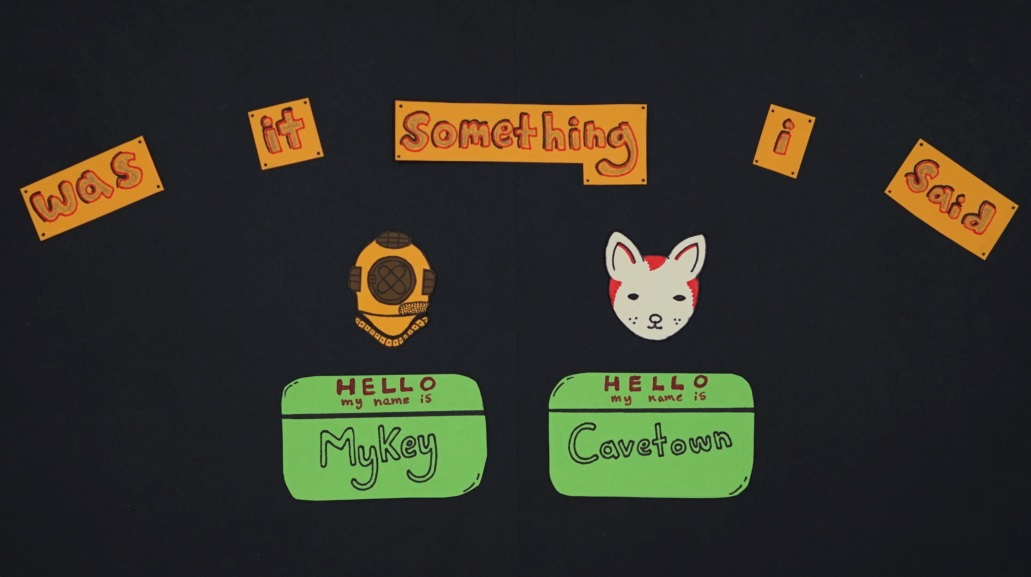 was it Something i Said
HELLO
my name is
MyKey
HELLO
my name is
Cavetown